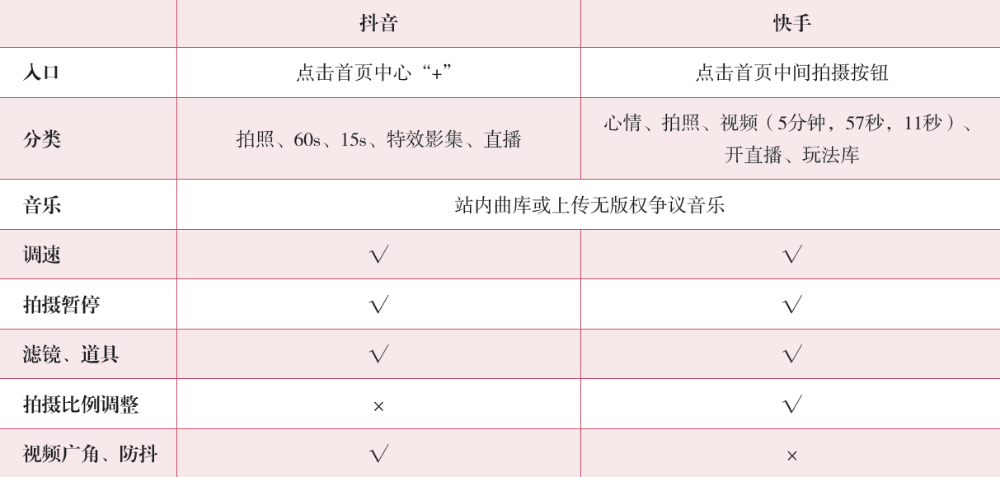 抖音 快手
入口 点击首页中心“+” 点击首页中间拍摄按钮
分类 拍照、60s、15s、特效影集、直播 心情、拍照、视频（5分钟，57秒，11秒）、
开直播、玩法库
音乐 站内曲库或上传无版权争议音乐
调速 √ √
拍摄暂停 √ √
滤镜、道具 √ √
拍摄比例调整 × √
视频广角、防抖 √ ×